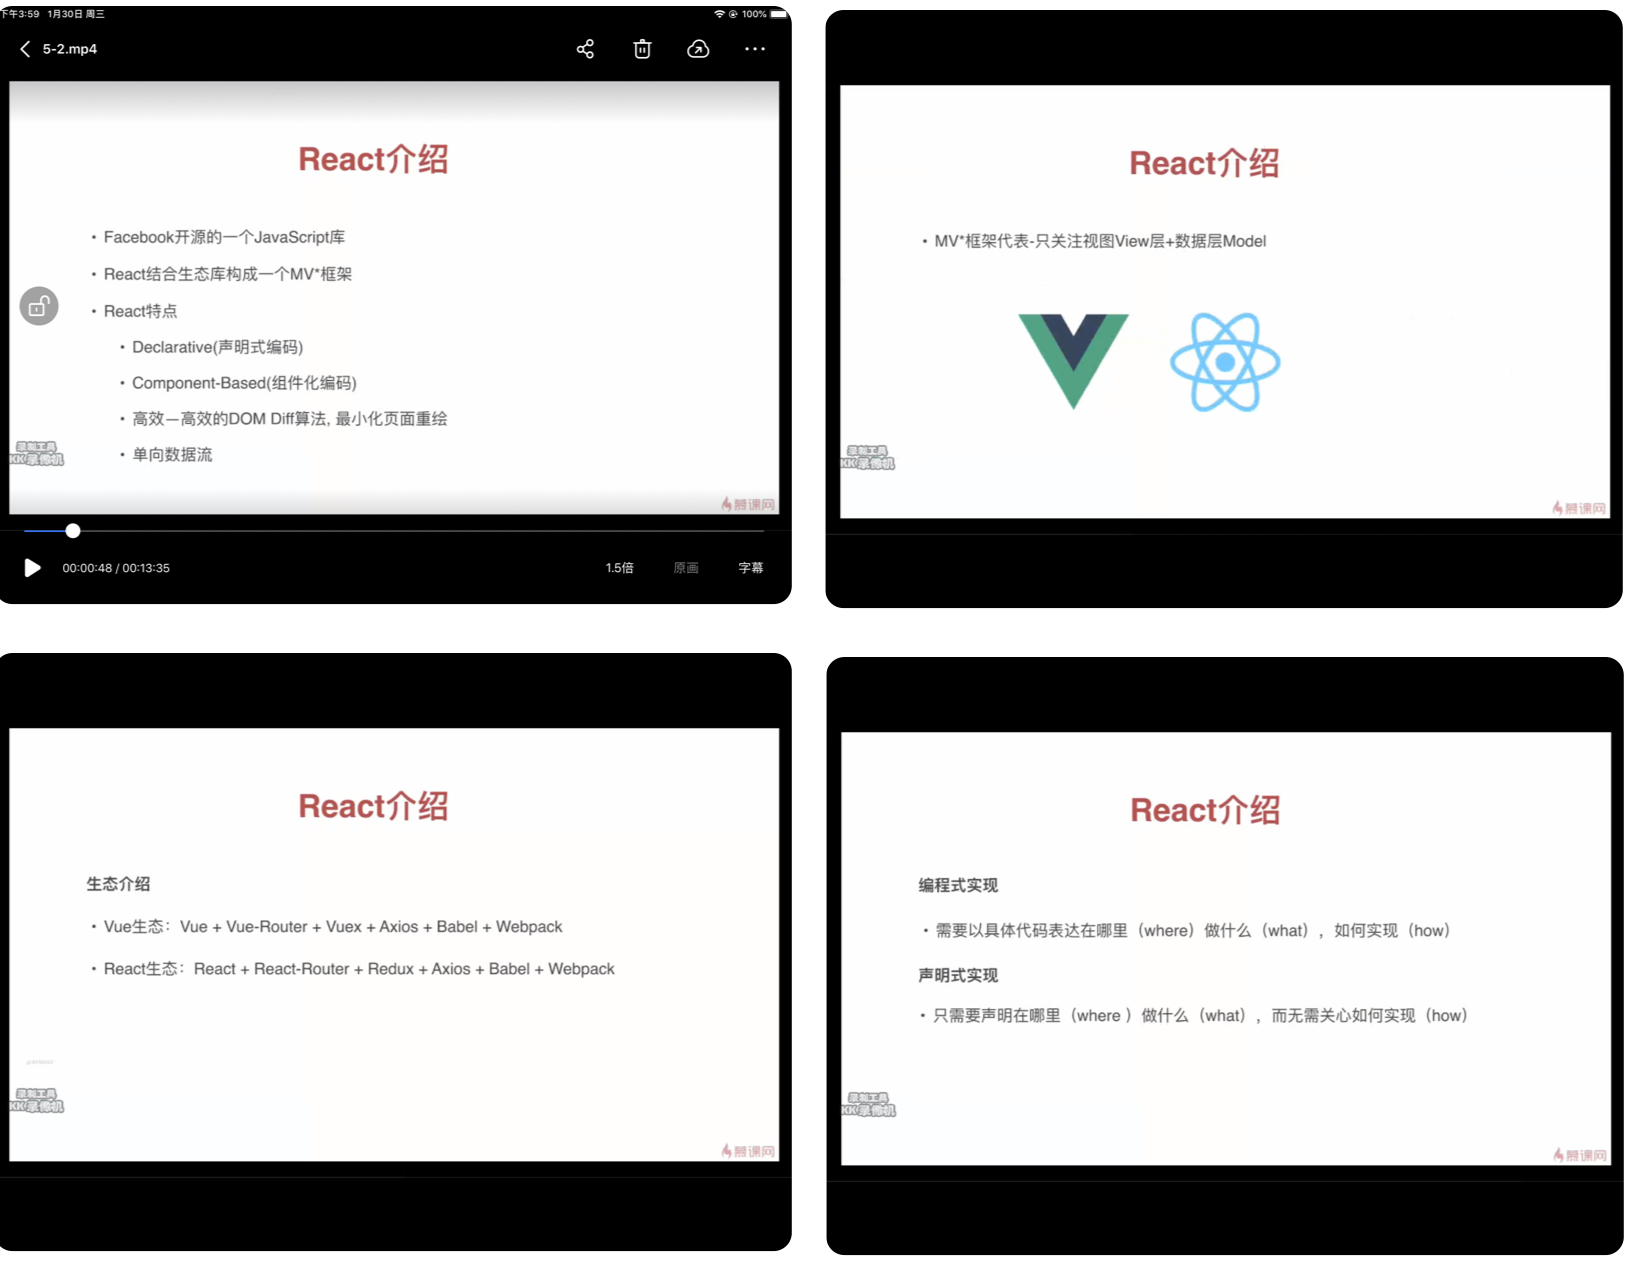 下午3:59 1月30日 周三
100%
5-2.mp4
React介绍
• Facebook开源的一个JavaScript库
• React结合生态库构成一个MV*框架
• React特点
• Declarative(声明式编码)
• Component-Based(组件化编码)
• 高效—高效的DOM Diff算法, 最小化页面重绘
• 单向数据流
录制工具
KK录像机
慕课网
00:00:48 / 00:13:35
1.5倍 原画 字幕
React介绍
• MV*框架代表-只关注视图View层+数据层Model
录制工具
KK录像机
慕课网
React介绍
生态介绍
• Vue生态：Vue + Vue-Router + Vuex + Axios + Babel + Webpack
• React生态：React + React-Router + Redux + Axios + Babel + Webpack
录制工具
KK录像机
慕课网
React介绍
编程式实现
• 需要以具体代码表达在哪里（where）做什么（what），如何实现（how）
声明式实现
• 只需要声明在哪里（where ）做什么（what），而无需关心如何实现（how）
录制工具
KK录像机
慕课网